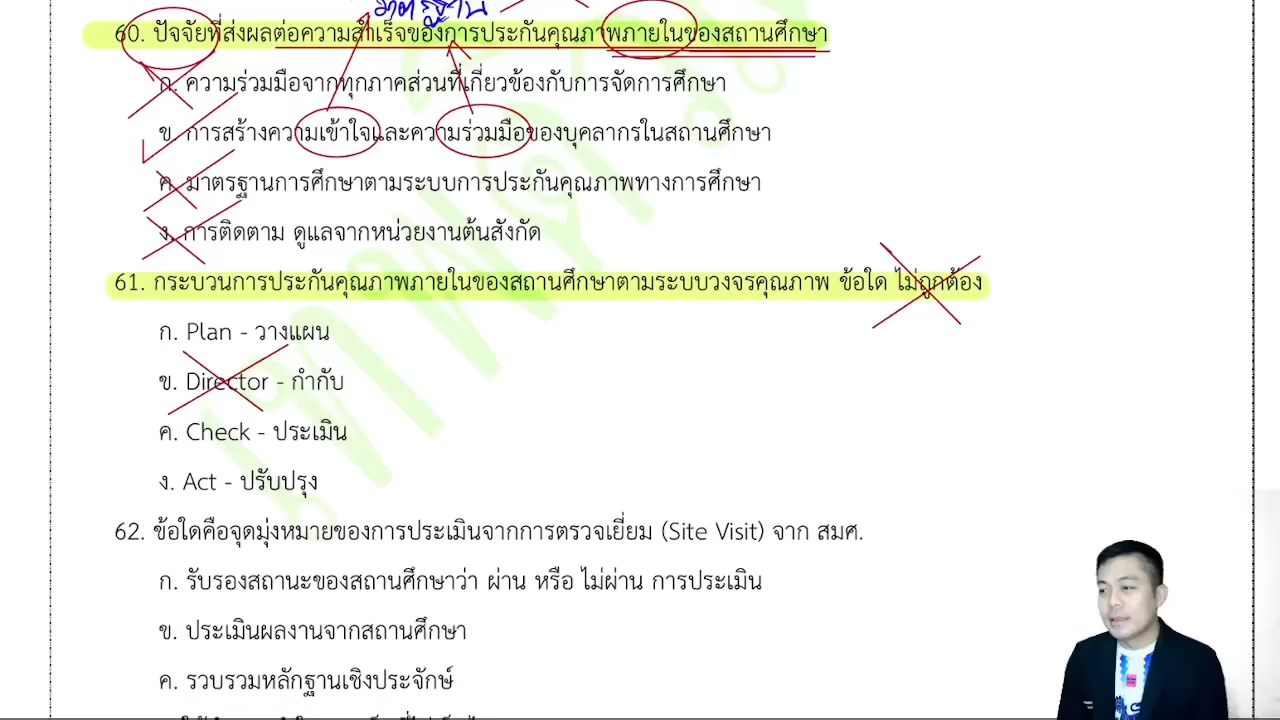 มาตรฐาน
60. ปัจจัยที่ส่งผลต่อความสำเร็จของการประกันคุณภาพภายในของสถานศึกษา
ก. ความร่วมมือจากทุกภาคส่วนที่เกี่ยวข้องกับการจัดการศึกษา
ข. การสร้างความเข้าใจและความร่วมมือของบุคลากรในสถานศึกษา
ค. มาตรฐานการศึกษาตามระบบการประกันคุณภาพทางการศึกษา
ง. การติดตาม ดูแลจากหน่วยงานต้นสังกัด
61. กระบวนการประกันคุณภาพภายในของสถานศึกษาตามระบบวงจรคุณภาพ ข้อใด ไม่ถูกต้อง
ก. Plan - วางแผน
ข. Director - กำกับ
ค. Check - ประเมิน
ง. Act - ปรับปรุง
62. ข้อใดคือจุดมุ่งหมายของการประเมินจากการตรวจเยี่ยม (Site Visit) จาก สมศ.
ก. รับรองสถานะของสถานศึกษาว่า ผ่าน หรือ ไม่ผ่าน การประเมิน
ข. ประเมินผลงานจากสถานศึกษา
ค. รวบรวมหลักฐานเชิงประจักษ์